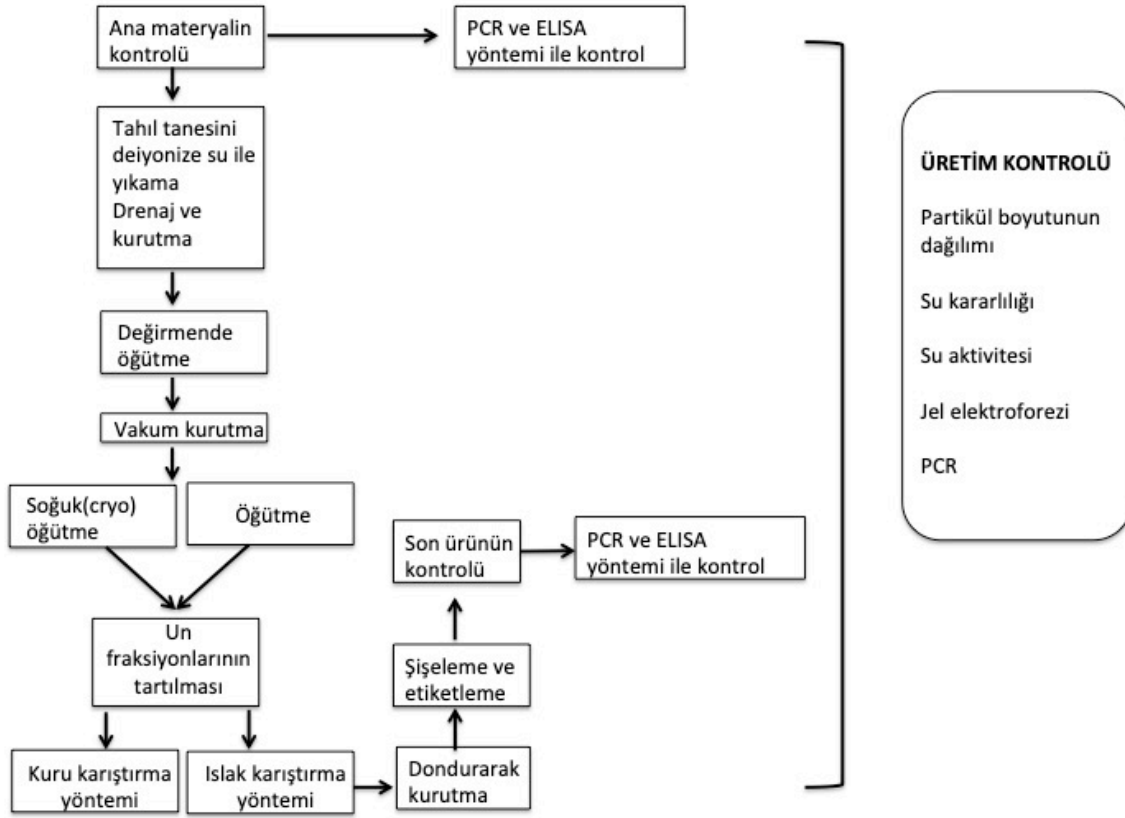 Ana materyalin
kontrolü
PCR ve ELISA
yöntemi ile kontrol
Tahıl tanesini
deiyonize su ile
yıkama
Drenaj ve
kurutma
Değirmende
öğütme
Vakum kurutma
Soğuk(cryo)
öğütme
Öğütme
Un
fraksiyonlarının
tartılması
Kuru karıştırma
yöntemi
Islak karıştırma
yöntemi
Dondurarak
kurutma
Şişeleme ve
etiketleme
Son ürünün
kontrolü
PCR ve ELISA
yöntemi ile kontrol
ÜRETİM KONTROLÜ
Partikül boyutunun
dağılımı
Su kararlılığı
Su aktivitesi
Jel elektroforezi
PCR